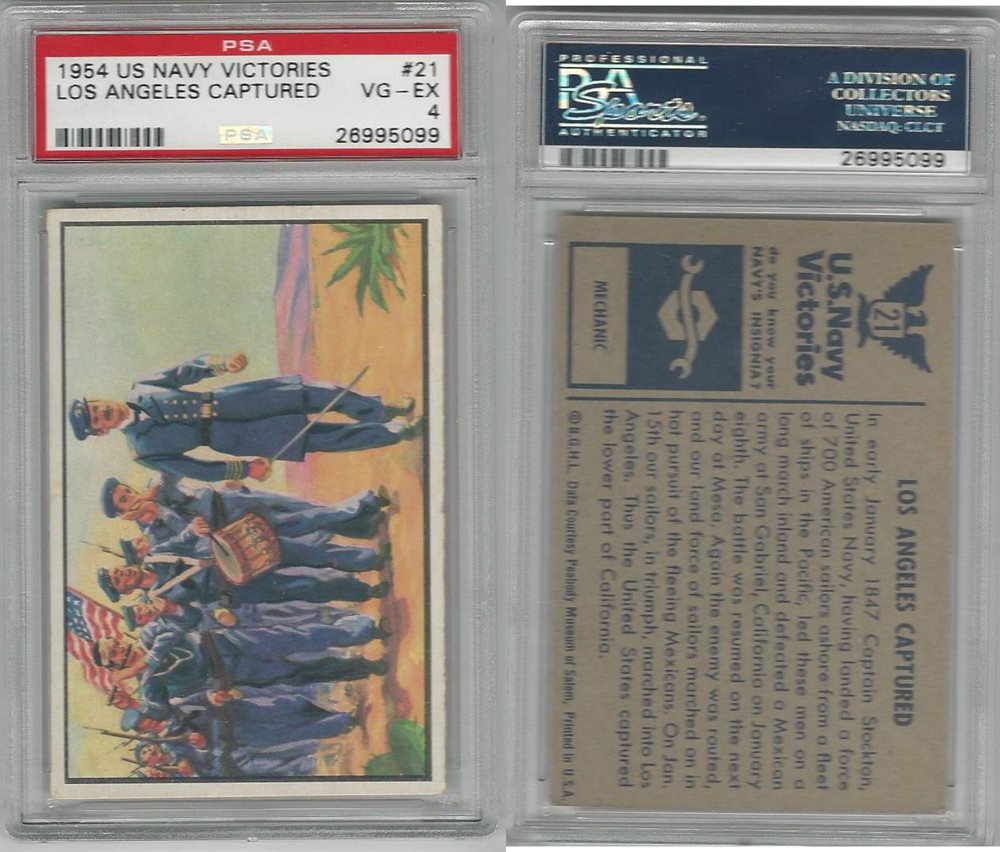 PSA
1954 US NAVY VICTORIES #21
LOS ANGELES CAPTURED VG - EX
4
PSA
26995099
PROFESSIONAL
PSA
Sports
AUTHENTICATOR
A DIVISION OF
COLLECTORS
UNIVERSE
NASDAQ: CLCT
26995099
21
U.S. Navy
Victories
do you know your
NAVY'S INSIGNIA?
MECHANIC
LOS ANGELES CAPTURED
In early January 1847 Captain Stockton,
United States Navy, having landed a force
of 700 American sailors ashore from a fleet
of ships in the Pacific, led these men on a
long march inland and defeated a Mexican
army at San Gabriel, California on January
eighth. The battle was resumed on the next
day at Mesa. Again the enemy was routed,
and our land force of sailors marched on in
hot pursuit of the fleeing Mexicans. On Jan.
15th our sailors, in triumph, marched into Los
Angeles. Thus the United States captured
the lower part of California.
©B.G.H.L. Data Courtesy Peabody Museum of Salem, Printed in U.S.A.